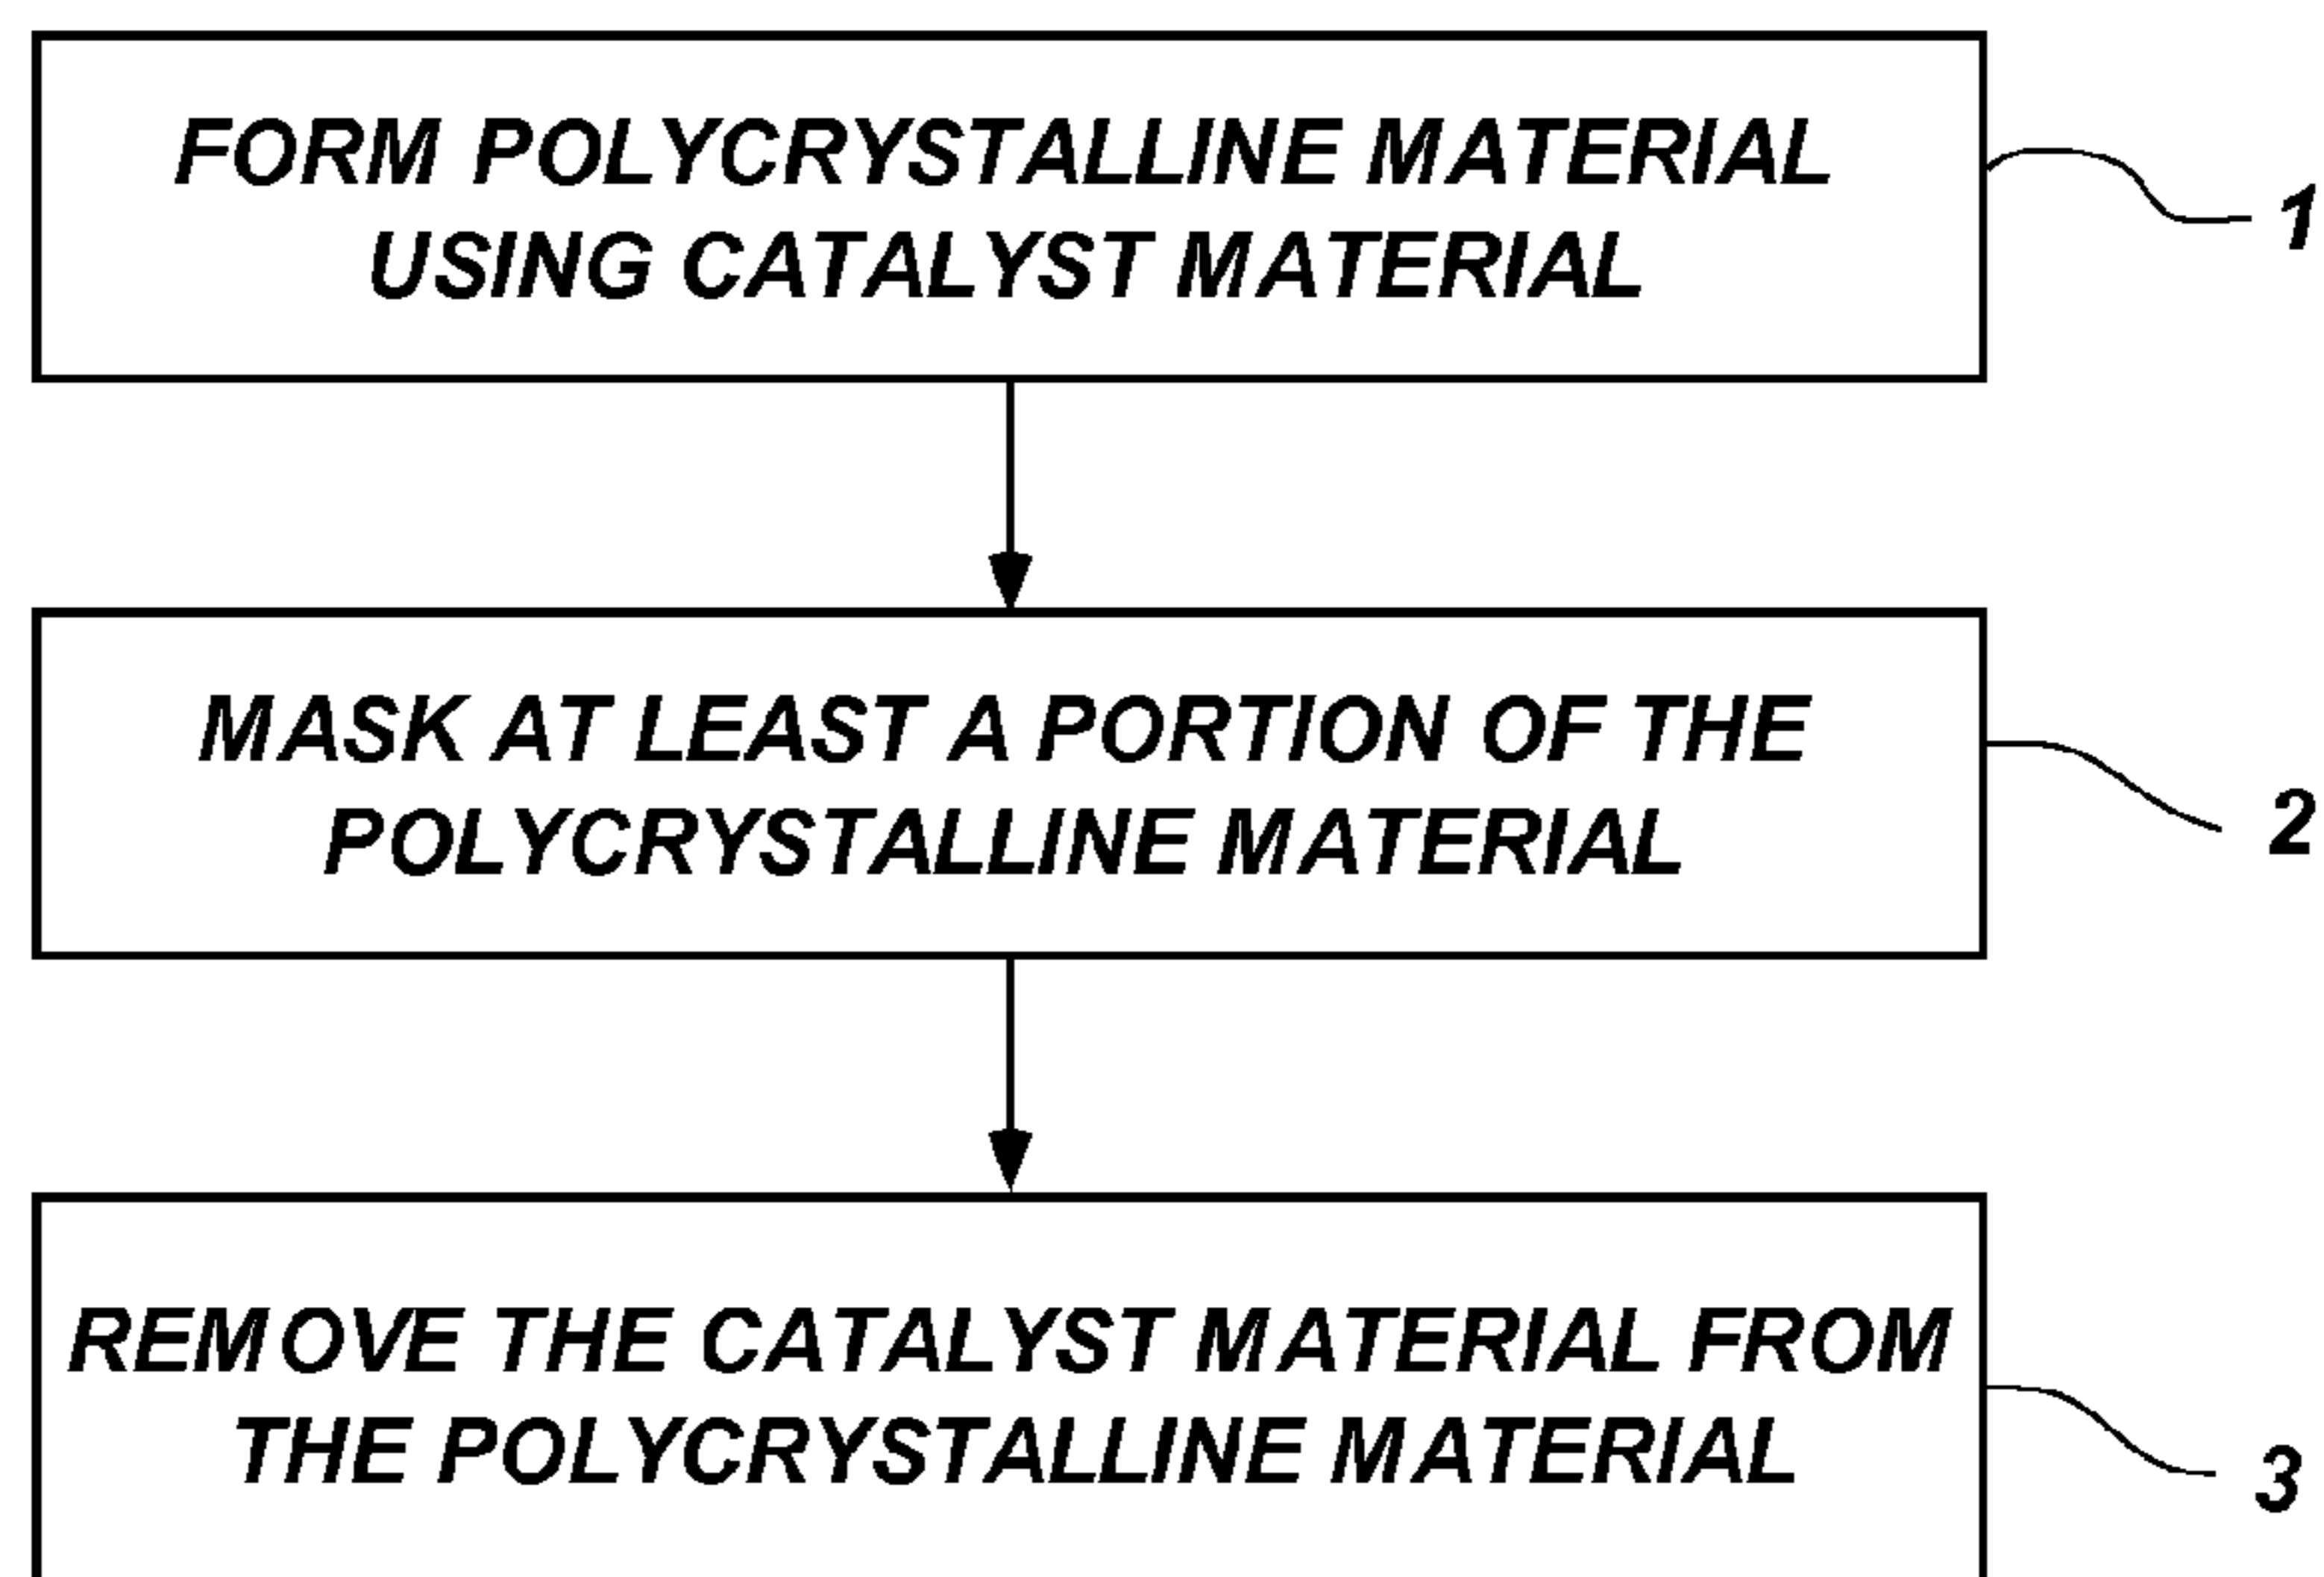 FORM POLYCRYSTALLINE MATERIAL
USING CATALYST MATERIAL
1
MASK AT LEAST A PORTION OF THE
POLYCRYSTALLINE MATERIAL
2
REMOVE THE CATALYST MATERIAL FROM
THE POLYCRYSTALLINE MATERIAL
3